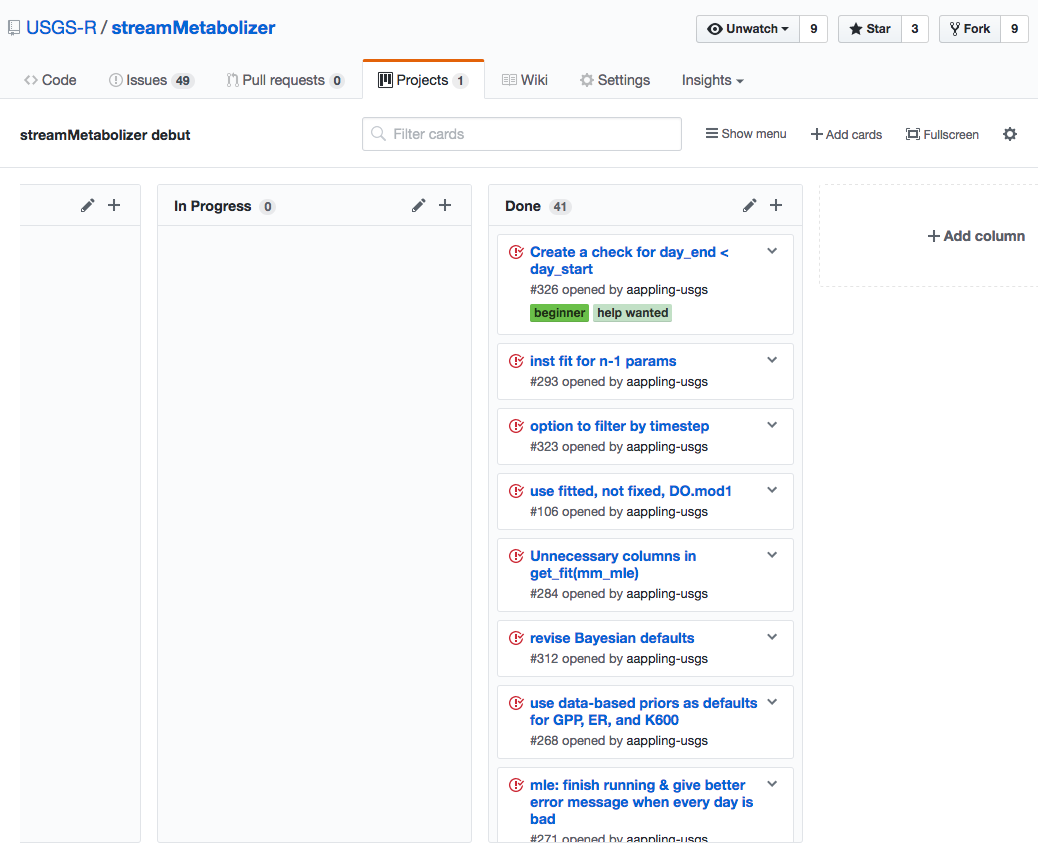 USGS-R / streamMetabolizer
Unwatch 9 Star 3 Fork 9
Code Issues 49 Pull requests 0 Projects 1 Wiki Settings Insights
streamMetabolizer debut Filter cards Show menu Add cards Fullscreen
In Progress 0
Done 41
Create a check for day_end <
day_start
#326 opened by aappling-usgs
beginner help wanted
inst fit for n-1 params
#293 opened by aappling-usgs
option to filter by timestep
#323 opened by aappling-usgs
use fitted, not fixed, DO.mod1
#106 opened by aappling-usgs
Unnecessary columns in
get_fit(mm_mle)
#284 opened by aappling-usgs
revise Bayesian defaults
#312 opened by aappling-usgs
use data-based priors as defaults
for GPP, ER, and K600
#268 opened by aappling-usgs
mle: finish running & give better
error message when every day is
bad
#271 opened by aappling-usgs
Add column